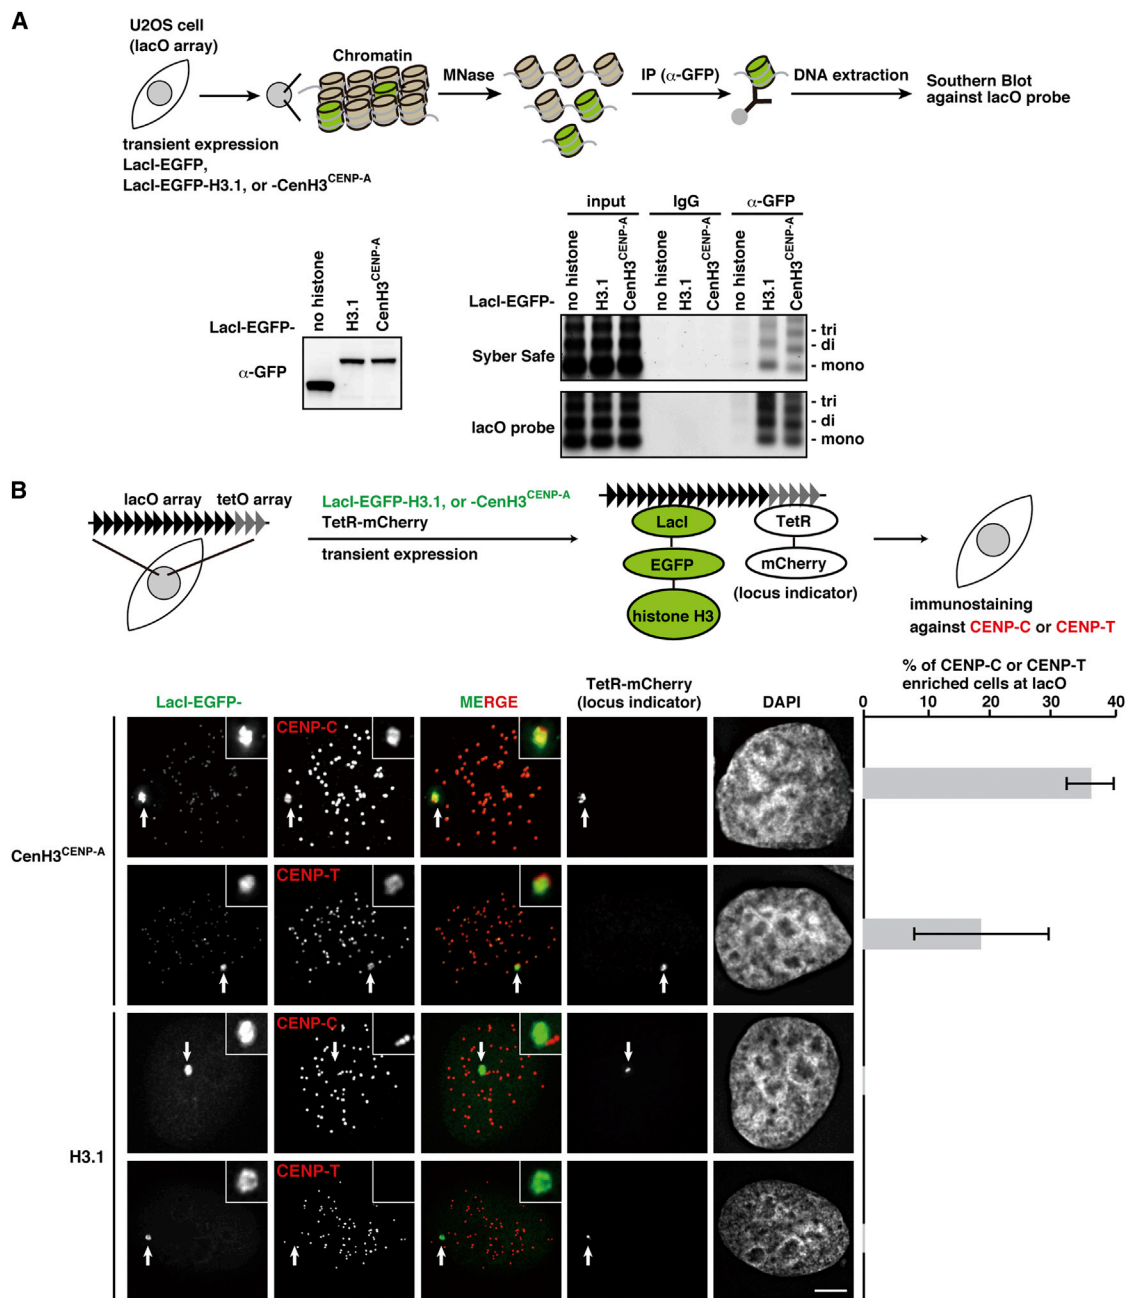 A
U2OS cell
(lacO array)
Chromatin
MNase
IP (α-GFP)
DNA extraction
Southern Blot
against lacO probe
transient expression
LacI-EGFP,
LacI-EGFP-H3.1, or -CenH3CENP-A
LacI-EGFP-
no histone
H3.1
CenH3CENP-A
α-GFP
input
IgG
α-GFP
LacI-EGFP-
no histone
H3.1
CenH3CENP-A
no histone
H3.1
CenH3CENP-A
no histone
H3.1
CenH3CENP-A
Syber Safe
- tri
- di
- mono
lacO probe
- tri
- di
- mono
B
lacO array
tetO array
LacI-EGFP-H3.1, or -CenH3CENP-A
TetR-mCherry
transient expression
LacI
EGFP
histone H3
TetR
mCherry
(locus indicator)
immunostaining
against CENP-C or CENP-T
LacI-EGFP-
MERGE
TetR-mCherry
(locus indicator)
DAPI
% of CENP-C or CENP-T
enriched cells at lacO
0 10 20 30 40
CenH3CENP-A
CENP-C
CENP-T
H3.1
CENP-C
CENP-T